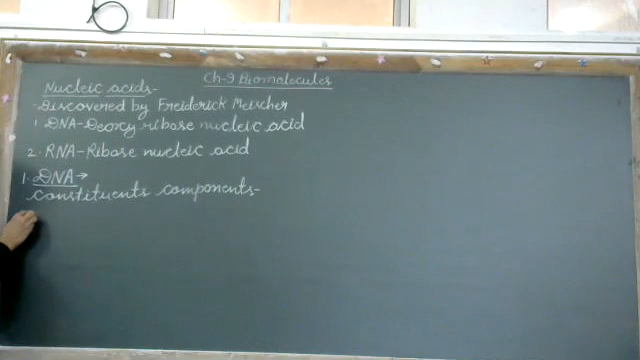 Ch-9 Biomolecules
Nucleic acids-
-Discovered by Freiderick Meischer
1. DNA-Deoxy ribose nucleic acid
2. RNA-Ribose nucleic acid
1. DNA→
constituents components-